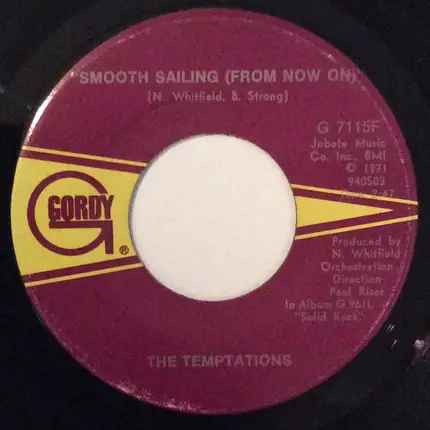 SMOOTH SAILING (FROM NOW ON)
(N. Whitfield, B. Strong)
G 7115F
Jobete Music
Co. Inc., BMI
© 1971
940S03
GORDY
®
Produced by
N. Whitfield
Orchestration
Direction
Paul Riser
In Album G 961L
"Solid Rock"
THE TEMPTATIONS